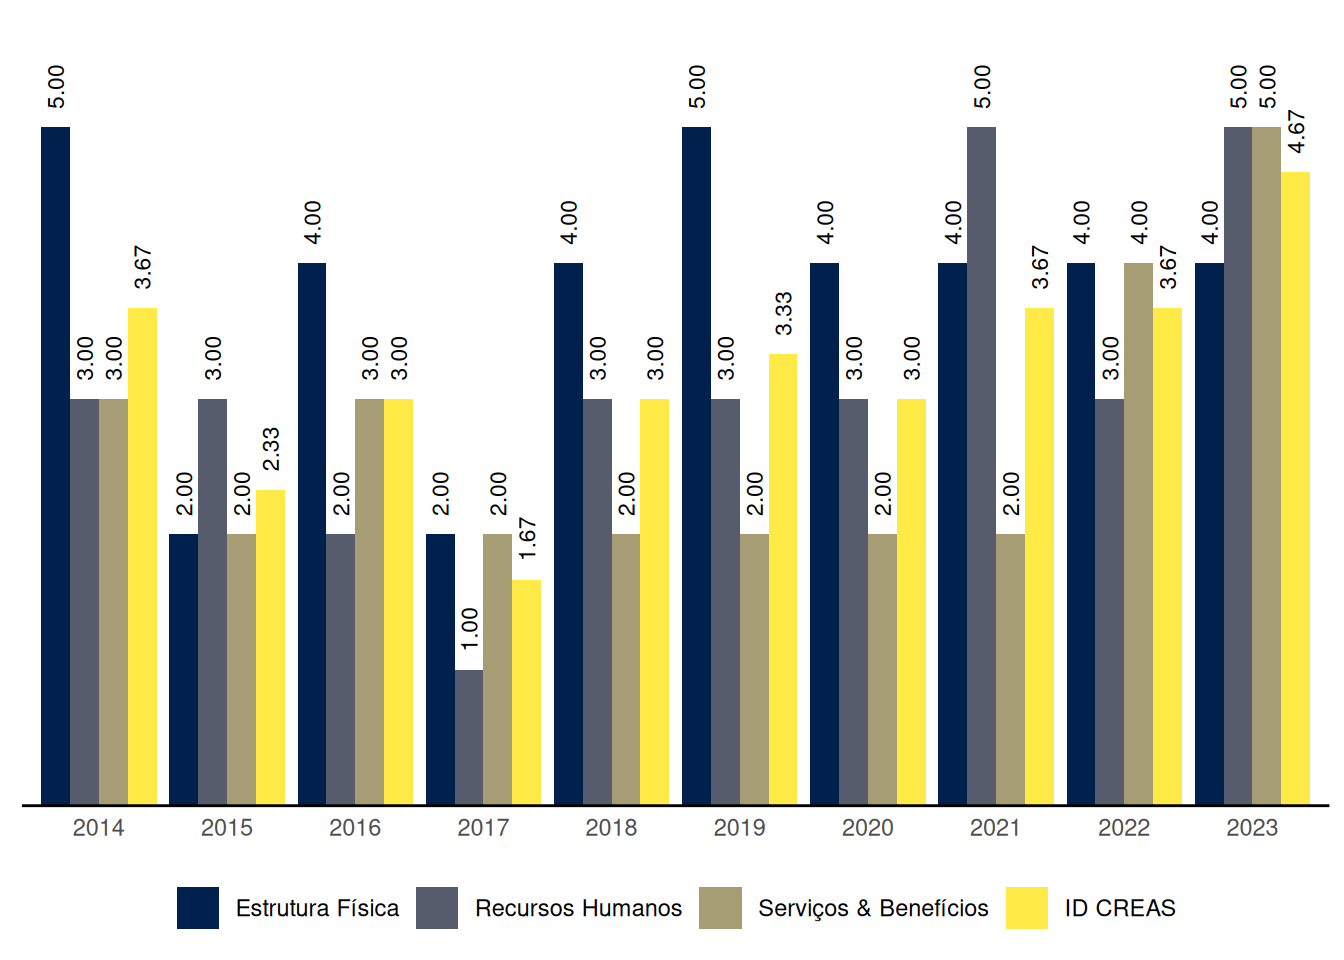 5.00 3.00 3.00 3.67 2.00 3.00 2.00 2.33 4.00 2.00 3.00 3.00 2.00 1.00 2.00 1.67 4.00 3.00 2.00 3.00 5.00 3.00 2.00 3.33 4.00 3.00 2.00 3.00 4.00 5.00 2.00 3.67 4.00 3.00 4.00 3.67 4.00 5.00 5.00 4.67
2014 2015 2016 2017 2018 2019 2020 2021 2022 2023
Estrutura Física Recursos Humanos Serviços & Benefícios ID CREAS